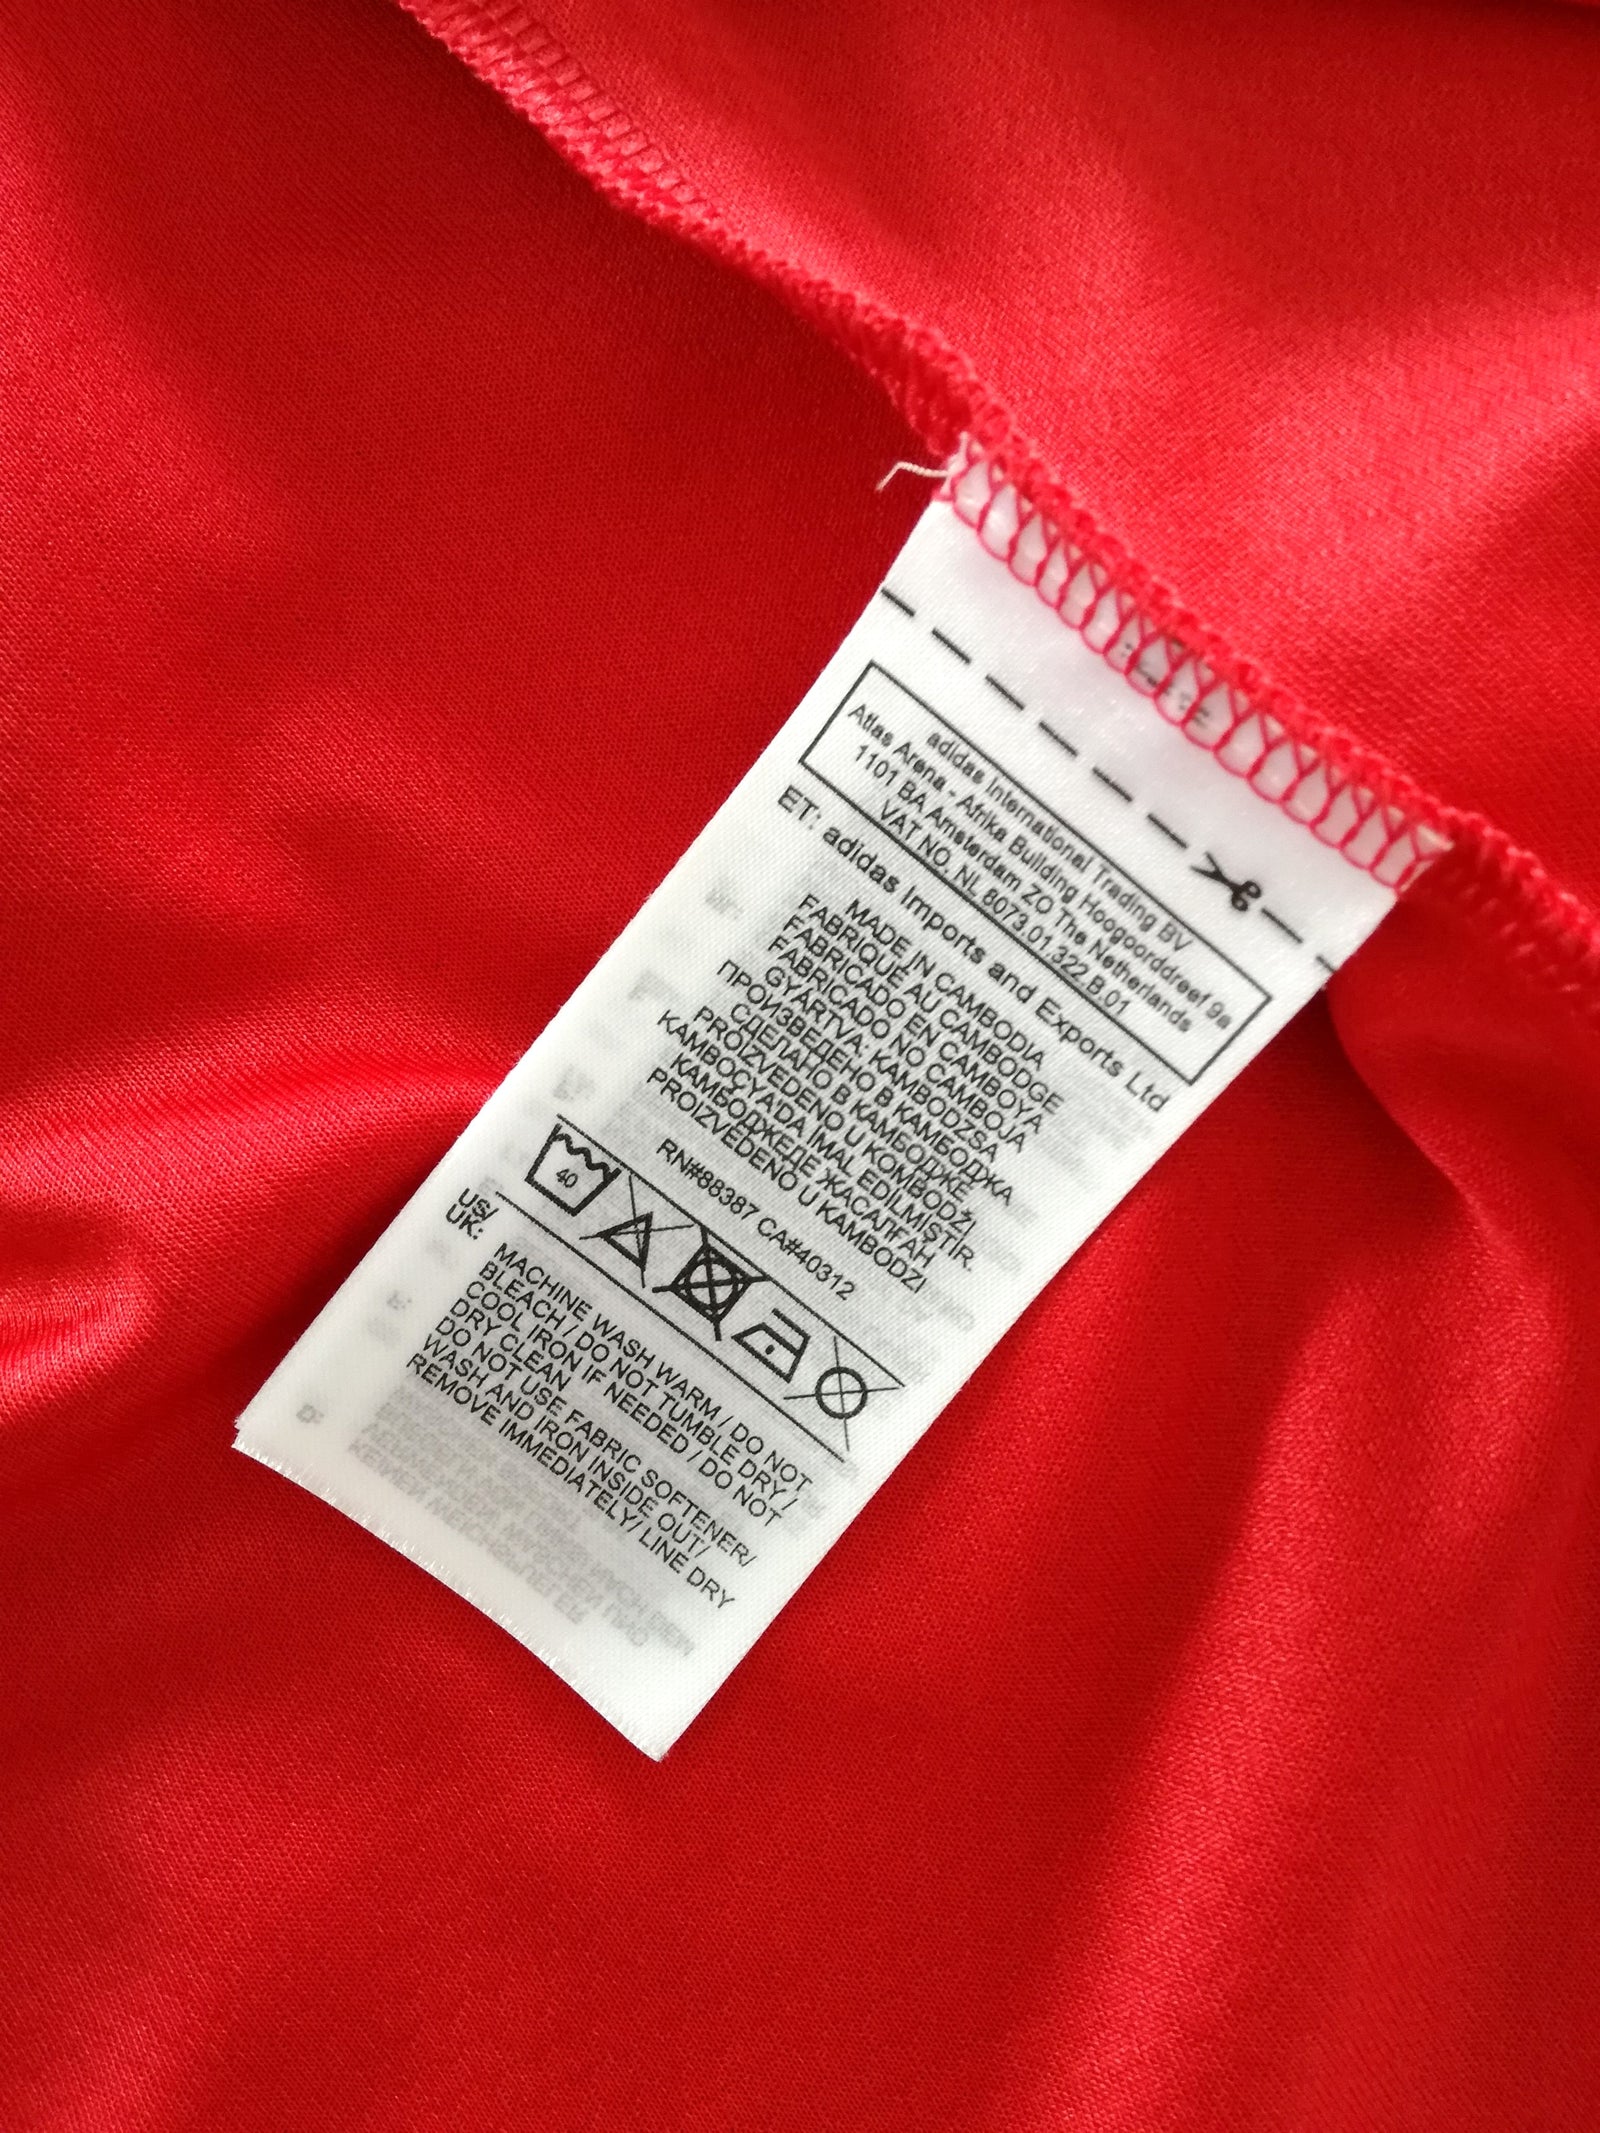 adidas International Trading BV
Atlas Arena - Afrika Building Hoogoorddreef 9a
1101 BA Amsterdam ZO The Netherlands
VAT NO. NL 8073.01.322.B.01
ET: adidas Imports and Exports Ltd
MADE IN CAMBODIA
FABRIQUÉ AU CAMBODGE
FABRICADO EN CAMBOYA
FABRICADO NO CAMBOJA
GYÁRTVA: KAMBODZSA
ПРОИЗВЕДЕНО В КАМБОДЖА
СДЕЛАНО В КАМБОДЖЕ
PROIZVEDENO U KOMBODŽI
KAMBOÇYA'DA İMAL EDİLMİŞTİR.
КАМБОДЖЕДЕ ЖАСАЛҒАН
PROIZVEDENO U KAMBODZI
RN#88387 CA#40312
40
US/
UK:
MACHINE WASH WARM / DO NOT
BLEACH / DO NOT TUMBLE DRY /
COOL IRON IF NEEDED / DO NOT
DRY CLEAN
DO NOT USE FABRIC SOFTENER/
WASH AND IRON INSIDE OUT/
REMOVE IMMEDIATELY/ LINE DRY